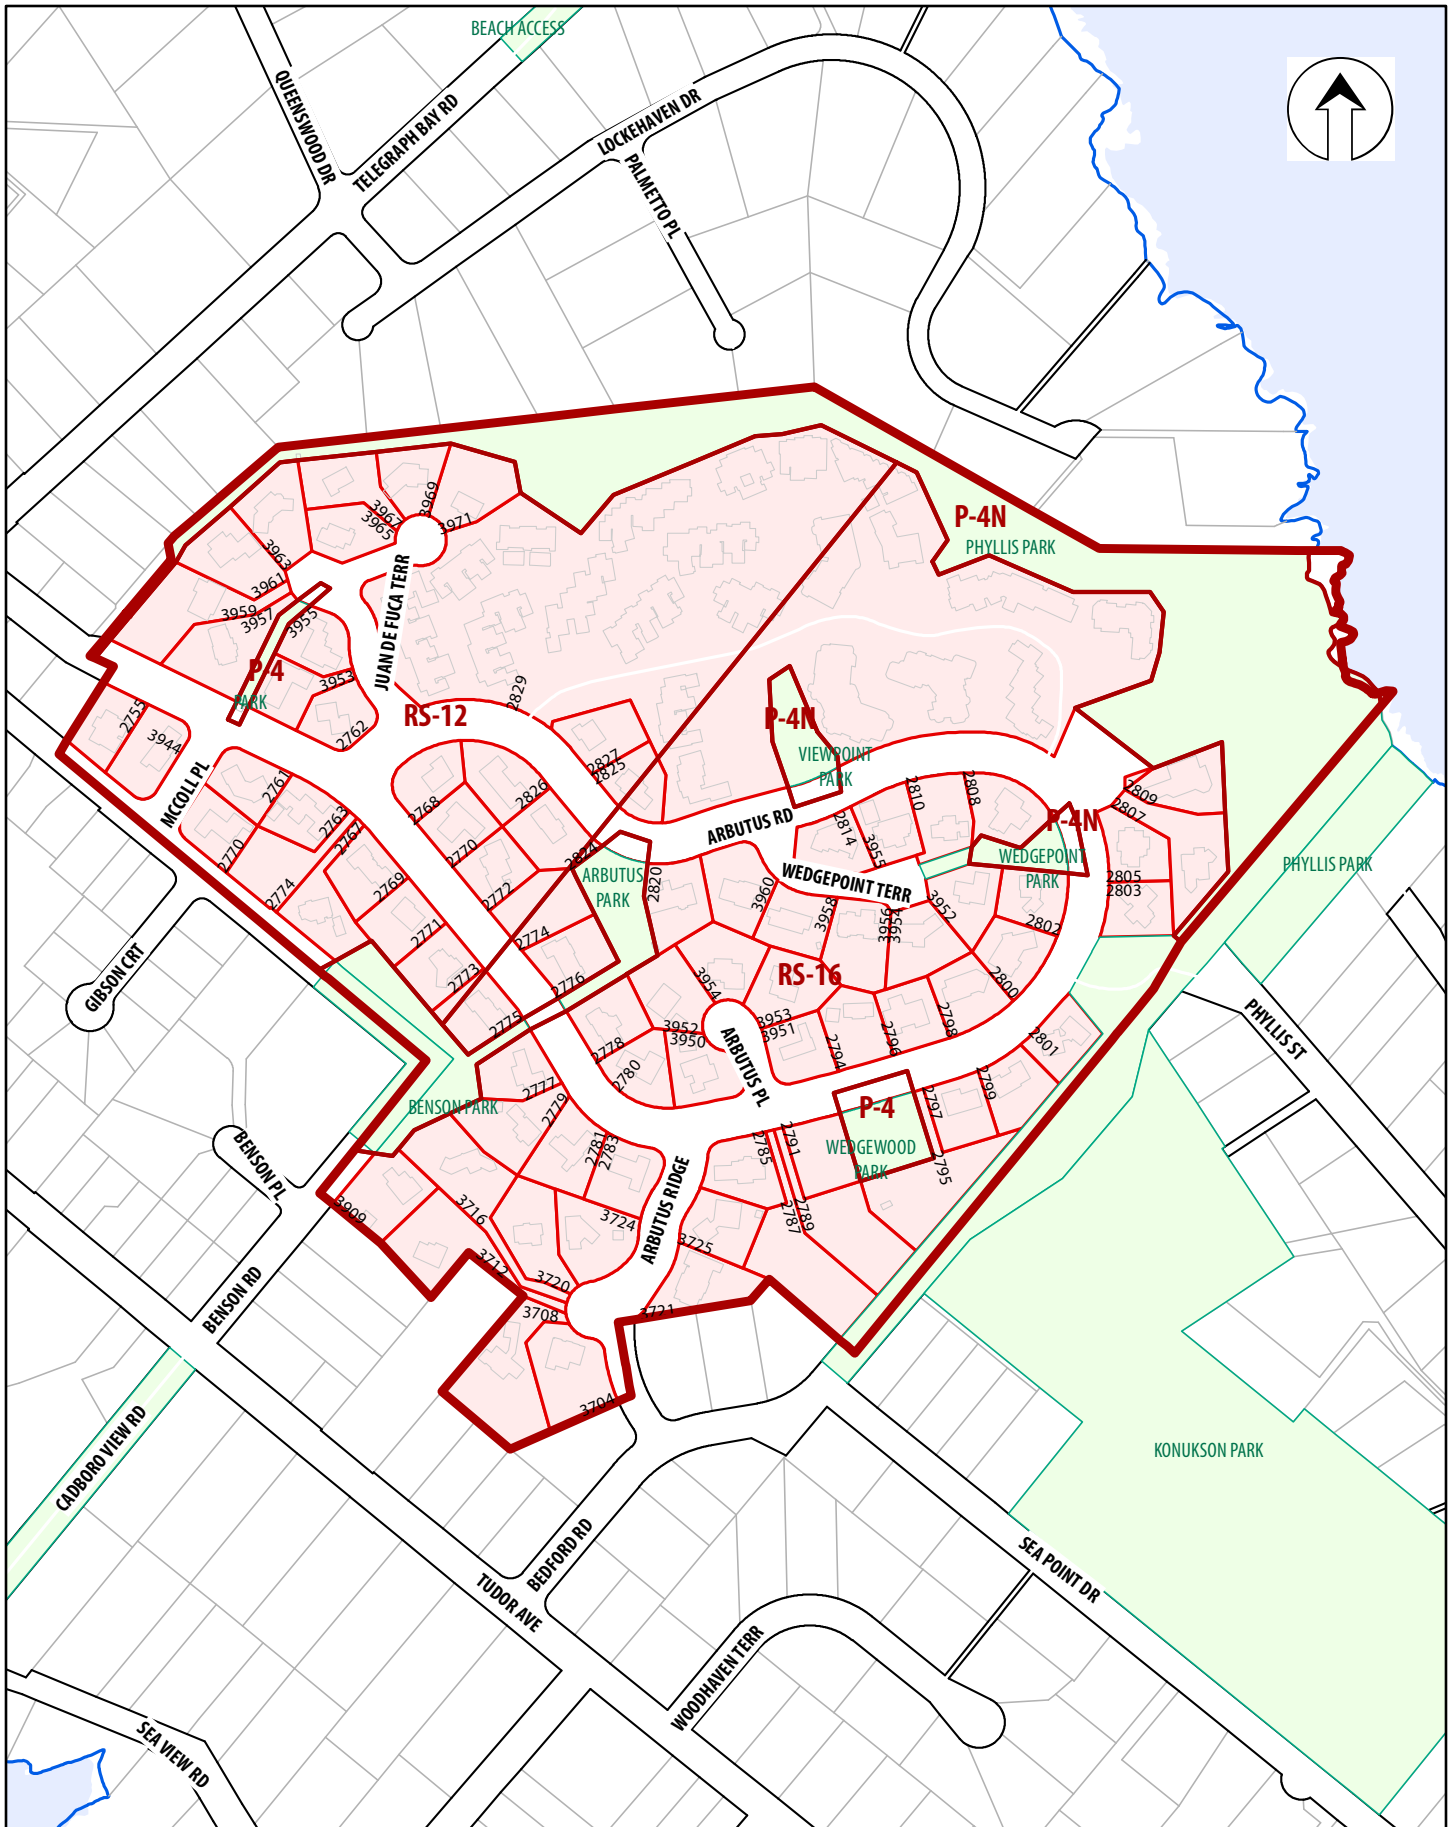 BEACH ACCESS
QUEENSWOOD DR
TELEGRAPH BAY RD
LOCKEHAVEN DR
PALMETTO PL
3969
3967
3965
3971
P-4N
PHYLLIS PARK
3963
3961
3959
3957
3955
JUAN DE FUCA TERR
P-4
PARK
3953
2762
2755
3944
RS-12
2829
P-4N
VIEWPOINT
PARK
2827
2825
MCCOLL PL
2761
2763
2767
2768
2826
2770
2824
ARBUTUS RD
2814
3955
2810
2808
2809
2807
P-4N
WEDGEPOINT
PARK
PHYLLIS PARK
2770
2774
2769
2772
2771
2774
2773
2776
2775
ARBUTUS
PARK
2820
WEDGEPOINT TERR
3960
3958
3956
3954
3952
2805
2803
2802
2800
RS-16
GIBSON CRT
3954
3952
3950
3953
3951
ARBUTUS PL
2794
2796
2798
2801
PHYLLIS ST
2778
2780
2777
2779
BENSON PARK
2781
2783
2785
2791
P-4
WEDGEWOOD
PARK
2797
2799
2795
BENSON PL
3909
3716
3712
3724
ARBUTUS RIDGE
3725
2787
2789
3720
3708
3721
3704
BENSON RD
CADBORO VIEW RD
KONUKSON PARK
TUDOR AVE
BEDFORD RD
SEA POINT DR
WOODHAVEN TERR
SEA VIEW RD